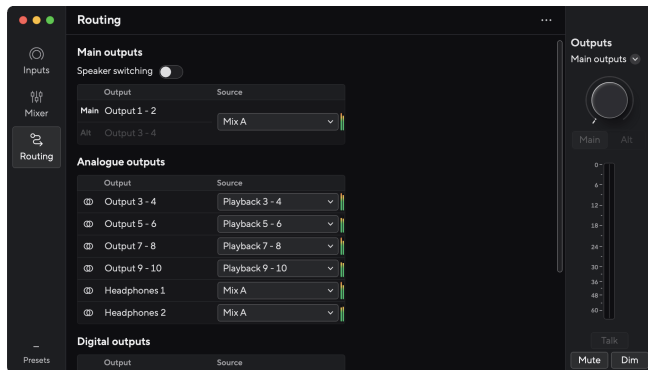 Routing
...
Inputs
Mixer
Routing
Presets
Main outputs
Speaker switching
Output Source
Main Output 1 - 2
Mix A
Alt Output 3 - 4
Analogue outputs
Output Source
Output 3 - 4 Playback 3 - 4
Output 5 - 6 Playback 5 - 6
Output 7 - 8 Playback 7 - 8
Output 9 - 10 Playback 9 - 10
Headphones 1 Mix A
Headphones 2 Mix A
Digital outputs
Output Source
Outputs
Main outputs
Main Alt
0
6
12
18
24
30
36
48
60
Talk
Mute Dim